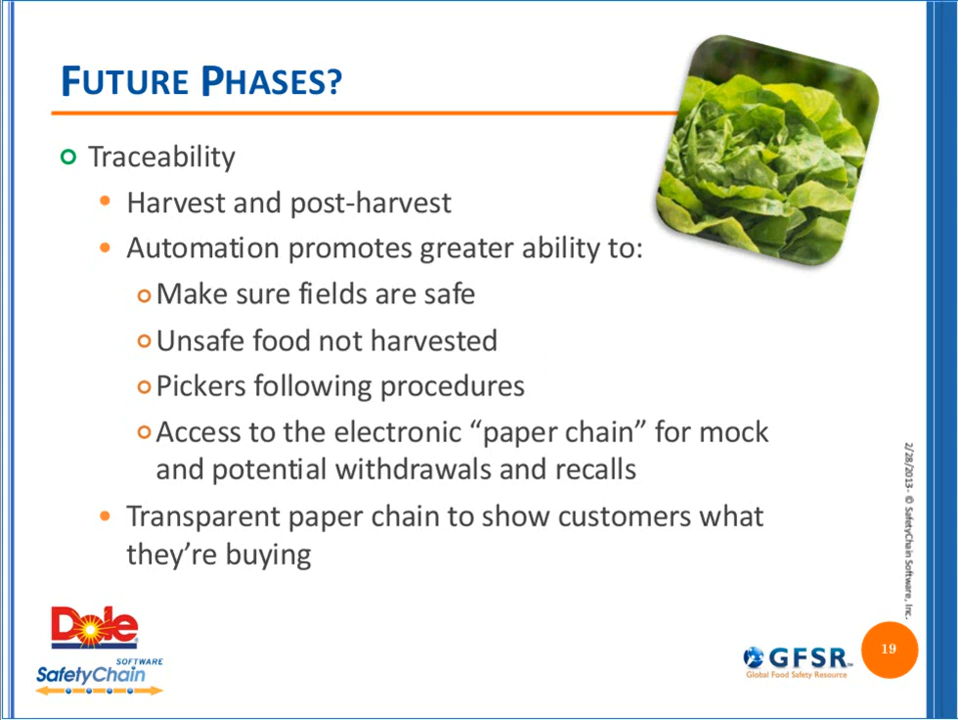 FUTURE PHASES?
Traceability
Harvest and post-harvest
Automation promotes greater ability to:
Make sure fields are safe
Unsafe food not harvested
Pickers following procedures
Access to the electronic “paper chain” for mock
and potential withdrawals and recalls
Transparent paper chain to show customers what
they’re buying
2/28/2013- © SafetyChain Software, Inc.
Dole
SOFTWARE
SafetyChain
GFSR™
Global Food Safety Resource
19